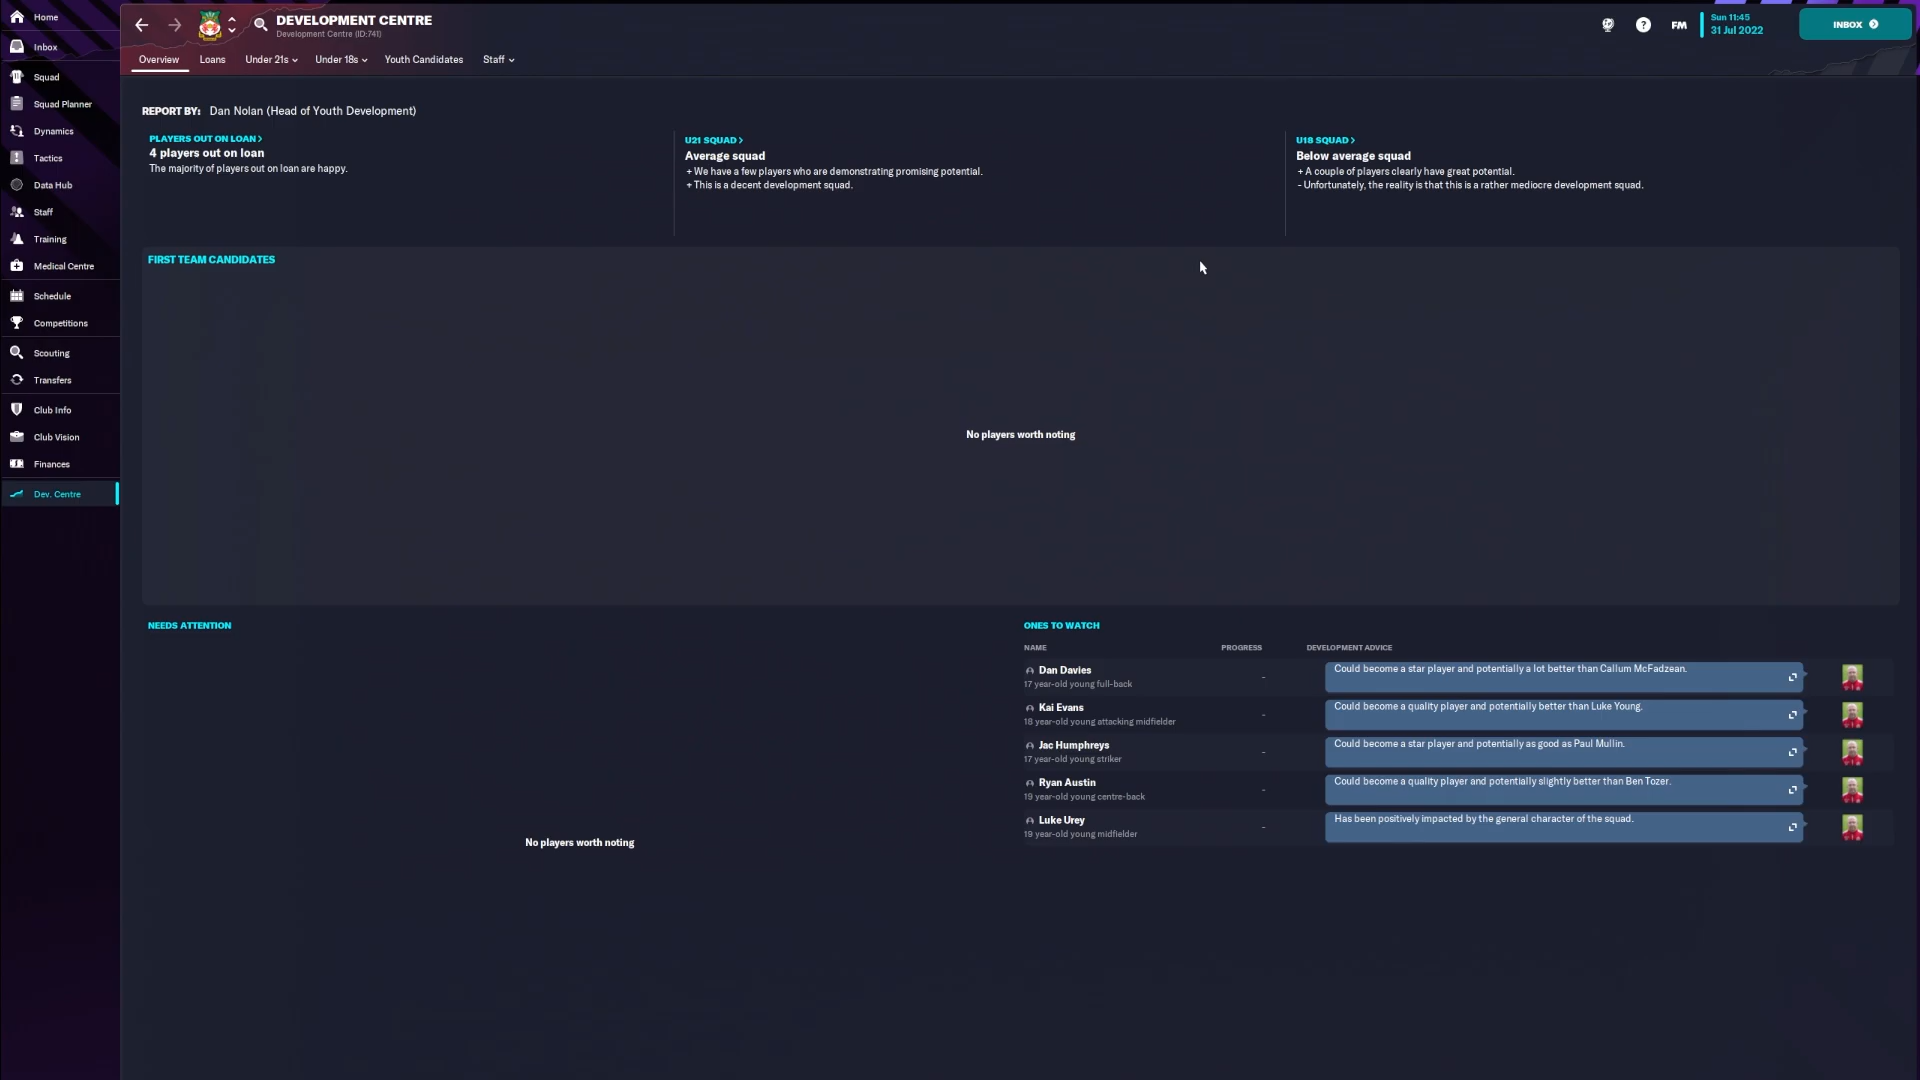 Home
Inbox
Squad
Squad Planner
Dynamics
Tactics
Data Hub
Staff
Training
Medical Centre
Schedule
Competitions
Scouting
Transfers
Club Info
Club Vision
Finances
Dev. Centre
DEVELOPMENT CENTRE
Development Centre (ID:741)
FM
Sun 11:45
31 Jul 2022
INBOX
Overview Loans Under 21s Under 18s Youth Candidates Staff
REPORT BY: Dan Nolan (Head of Youth Development)
PLAYERS OUT ON LOAN >
4 players out on loan
The majority of players out on loan are happy.
U21 SQUAD >
Average squad
+ We have a few players who are demonstrating promising potential.
+ This is a decent development squad.
U18 SQUAD >
Below average squad
+ A couple of players clearly have great potential.
- Unfortunately, the reality is that this is a rather mediocre development squad.
FIRST TEAM CANDIDATES
No players worth noting
NEEDS ATTENTION
No players worth noting
ONES TO WATCH
NAME PROGRESS DEVELOPMENT ADVICE
Dan Davies
17 year-old young full-back
-
Could become a star player and potentially a lot better than Callum McFadzean.
Kai Evans
18 year-old young attacking midfielder
-
Could become a quality player and potentially better than Luke Young.
Jac Humphreys
17 year-old young striker
-
Could become a star player and potentially as good as Paul Mullin.
Ryan Austin
19 year-old young centre-back
-
Could become a quality player and potentially slightly better than Ben Tozer.
Luke Urey
19 year-old young midfielder
-
Has been positively impacted by the general character of the squad.